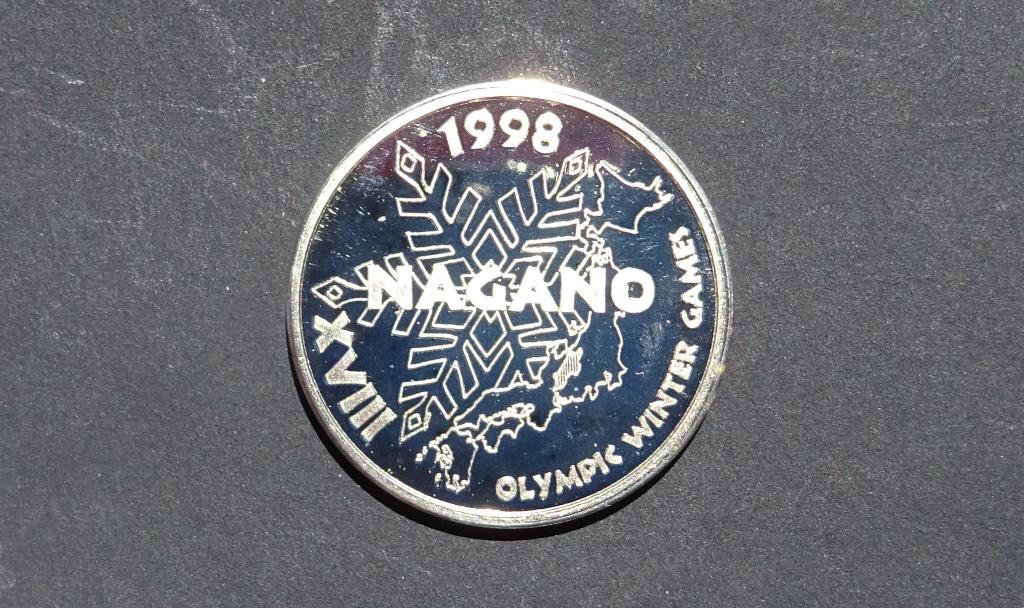 1998
NAGANO
XVIII
OLYMPIC WINTER GAMES